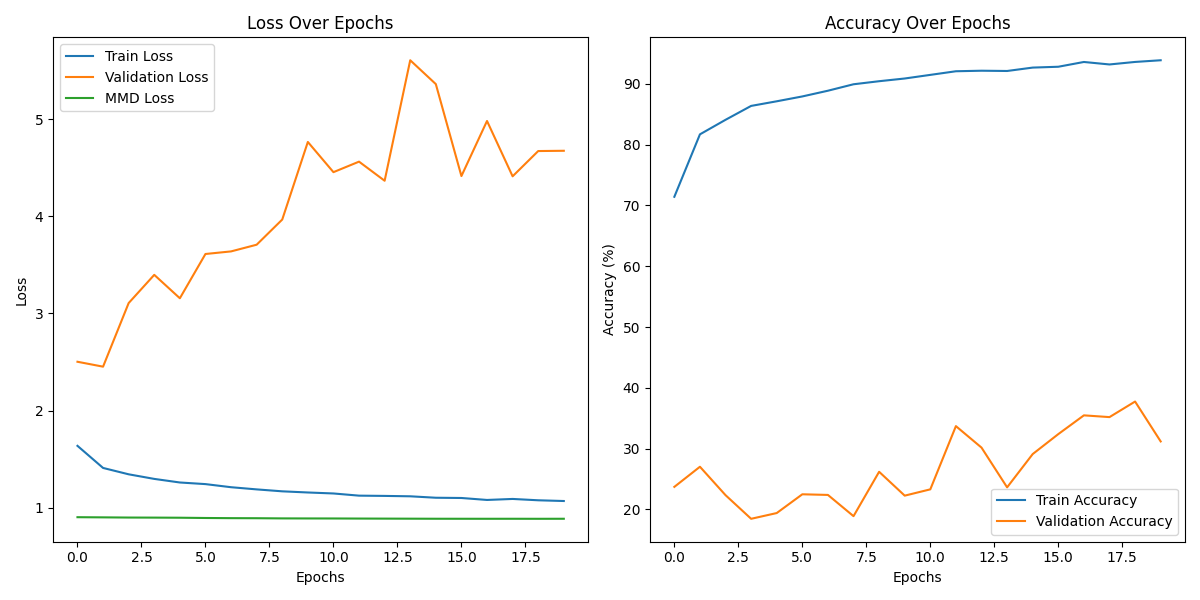 Loss Over Epochs
Train Loss
Validation Loss
MMD Loss
5
4
3
2
1
Loss
0.0 2.5 5.0 7.5 10.0 12.5 15.0 17.5
Epochs
Accuracy Over Epochs
90
80
70
60
50
40
30
20
Accuracy (%)
Train Accuracy
Validation Accuracy
0.0 2.5 5.0 7.5 10.0 12.5 15.0 17.5
Epochs